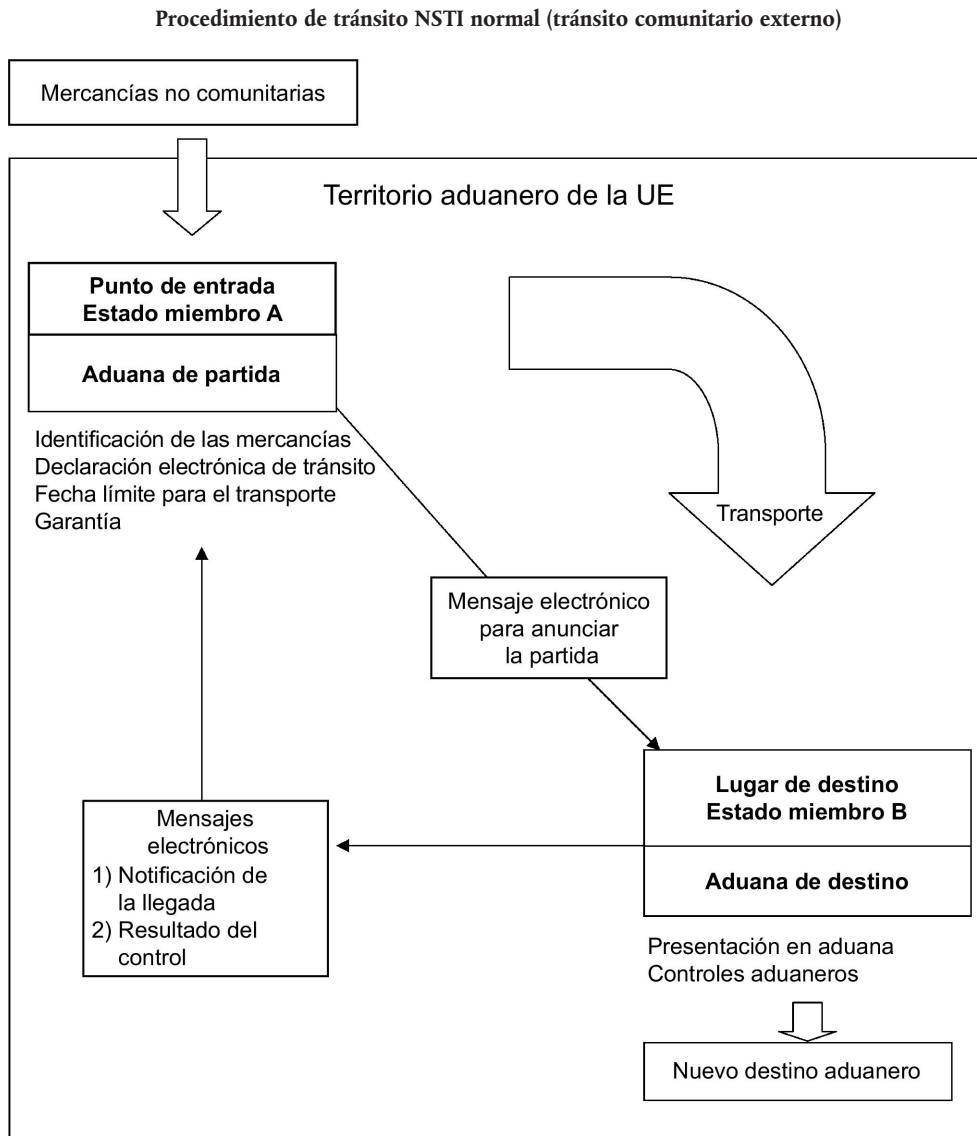 Procedimiento de tránsito NSTI normal (tránsito comunitario externo)
Mercancías no comunitarias
Territorio aduanero de la UE
Punto de entrada
Estado miembro A
Aduana de partida
Identificación de las mercancías
Declaración electrónica de tránsito
Fecha límite para el transporte
Garantía
Transporte
Mensaje electrónico
para anunciar
la partida
Lugar de destino
Estado miembro B
Aduana de destino
Mensajes
electrónicos
1) Notificación de
la llegada
2) Resultado del
control
Presentación en aduana
Controles aduaneros
Nuevo destino aduanero